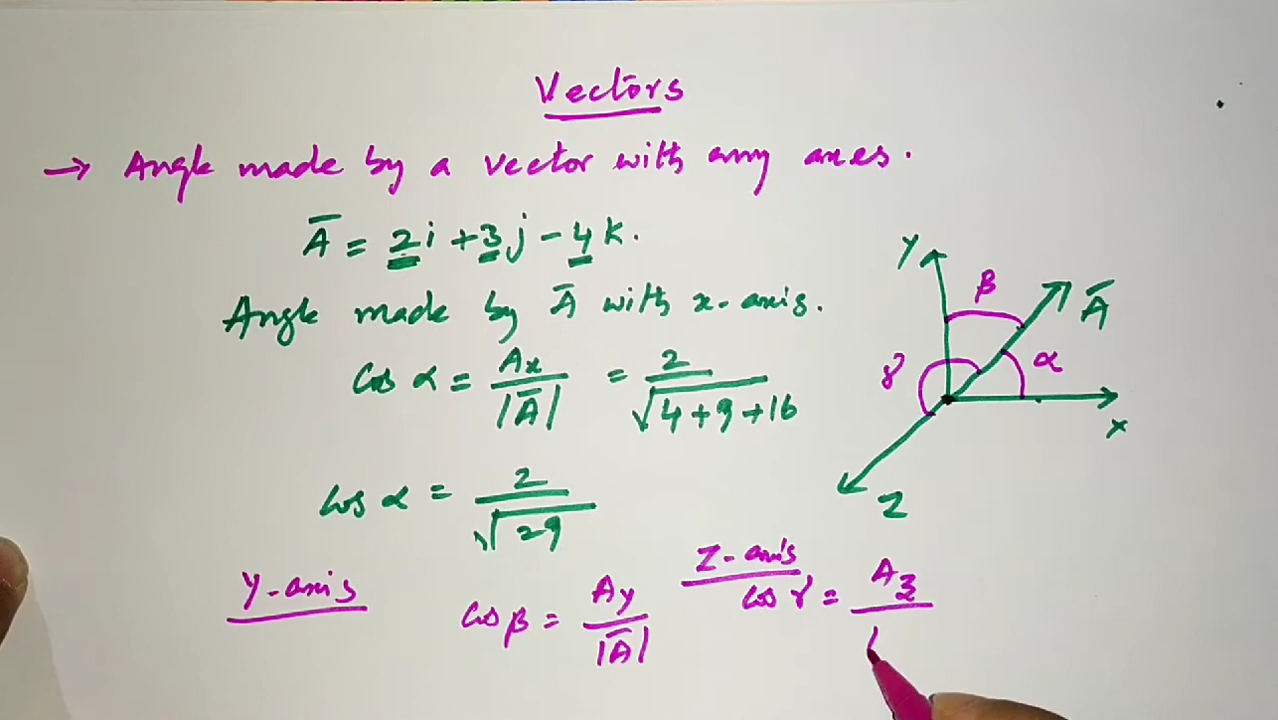 Vectors
→ Angle made by a vector with any axes.
A̅ = 2i + 3j - 4k.
Angle made by A̅ with x-axis.
Cos α = Ax / |A̅| = 2 / √4+9+16
Cos α = 2 / √29
Y-axis
Cos β = Ay / |A̅|
Z-axis
Cos γ = Az / |
Y
β
A̅
γ
α
X
Z